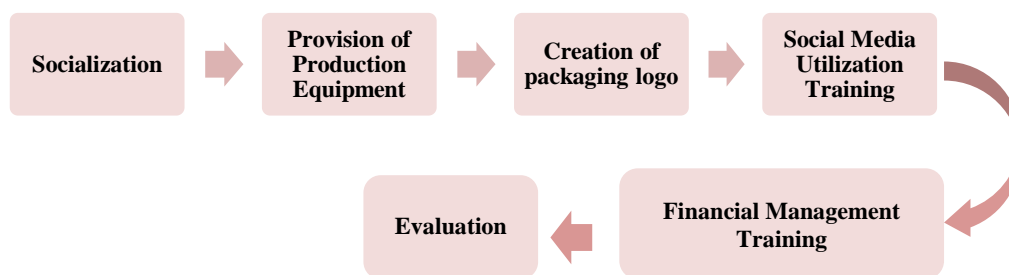 Socialization
Provision of
Production
Equipment
Creation of
packaging logo
Social Media
Utilization
Training
Financial Management
Training
Evaluation